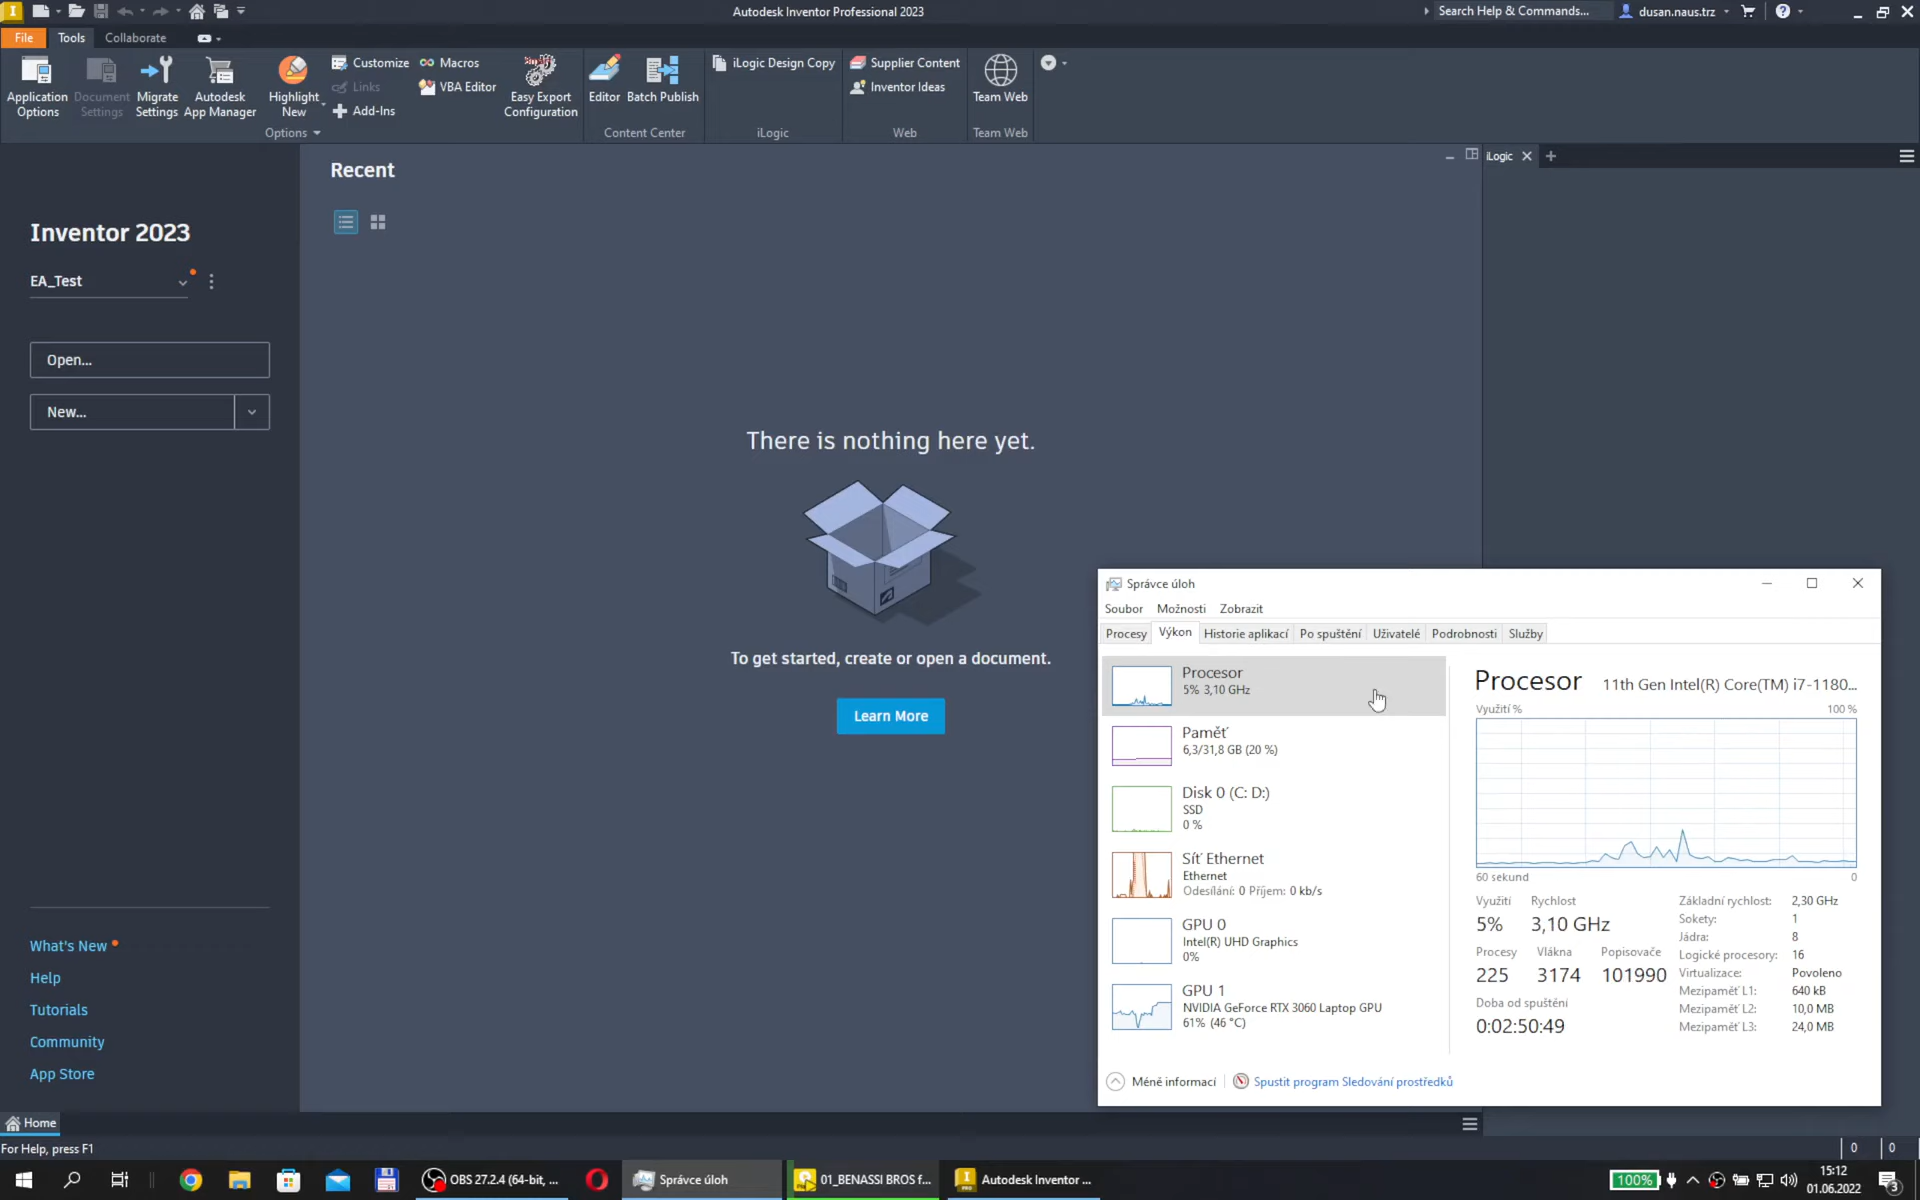 Autodesk Inventor Professional 2023
Search Help & Commands...
dusan.naus.trz
File
Tools
Collaborate
Application Options
Document Settings
Migrate Settings
Autodesk App Manager
Highlight New
Customize
Links
Add-Ins
Macros
VBA Editor
Easy Export Configuration
Editor
Batch Publish
iLogic Design Copy
Supplier Content
Inventor Ideas
Team Web
Options
Content Center
iLogic
Web
Team Web
Inventor 2023
EA_Test
Open...
New...
What's New
Help
Tutorials
Community
App Store
Recent
iLogic
There is nothing here yet.
To get started, create or open a document.
Learn More
Správce úloh
Soubor Možnosti Zobrazit
Procesy Výkon Historie aplikací Po spuštění Uživatelé Podrobnosti Služby
Procesor
5% 3,10 GHz
Paměť
6,3/31,8 GB (20 %)
Disk 0 (C: D:)
SSD
0 %
Síť Ethernet
Ethernet
Odesílání: 0 Příjem: 0 kb/s
GPU 0
Intel(R) UHD Graphics
0%
GPU 1
NVIDIA GeForce RTX 3060 Laptop GPU
61% (46 °C)
Procesor 11th Gen Intel(R) Core(TM) i7-1180...
Využití % 100 %
60 sekund 0
Využití Rychlost
5% 3,10 GHz
Procesy Vlákna Popisovače
225 3174 101990
Doba od spuštění
0:02:50:49
Základní rychlost: 2,30 GHz
Sokety: 1
Jádra: 8
Logické procesory: 16
Virtualizace: Povoleno
Mezipaměť L1: 640 kB
Mezipaměť L2: 10,0 MB
Mezipaměť L3: 24,0 MB
Méně informací
Spustit program Sledování prostředků
Home
For Help, press F1
0 0
OBS 27.2.4 (64-bit, ...
Správce úloh
01_BENASSI BROS f...
Autodesk Inventor ...
100%
15:12
01.06.2022
3